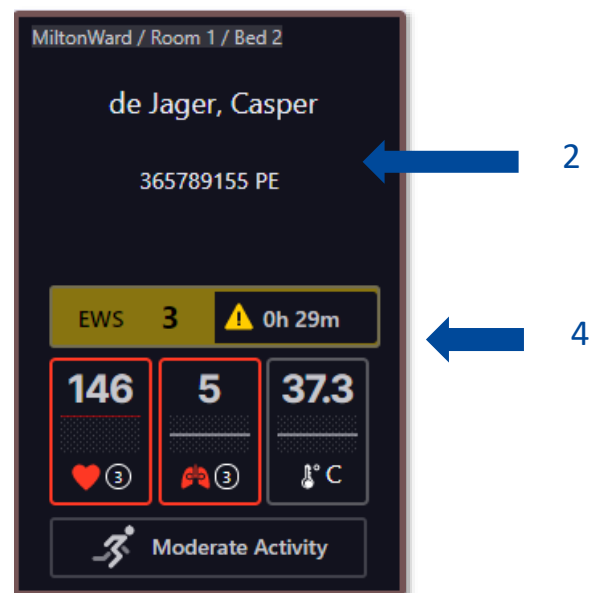 MiltonWard / Room 1 / Bed 2
de Jager, Casper
365789155 PE
2
EWS 3 0h 29m
4
146 5 37.3
3 3 °C
Moderate Activity